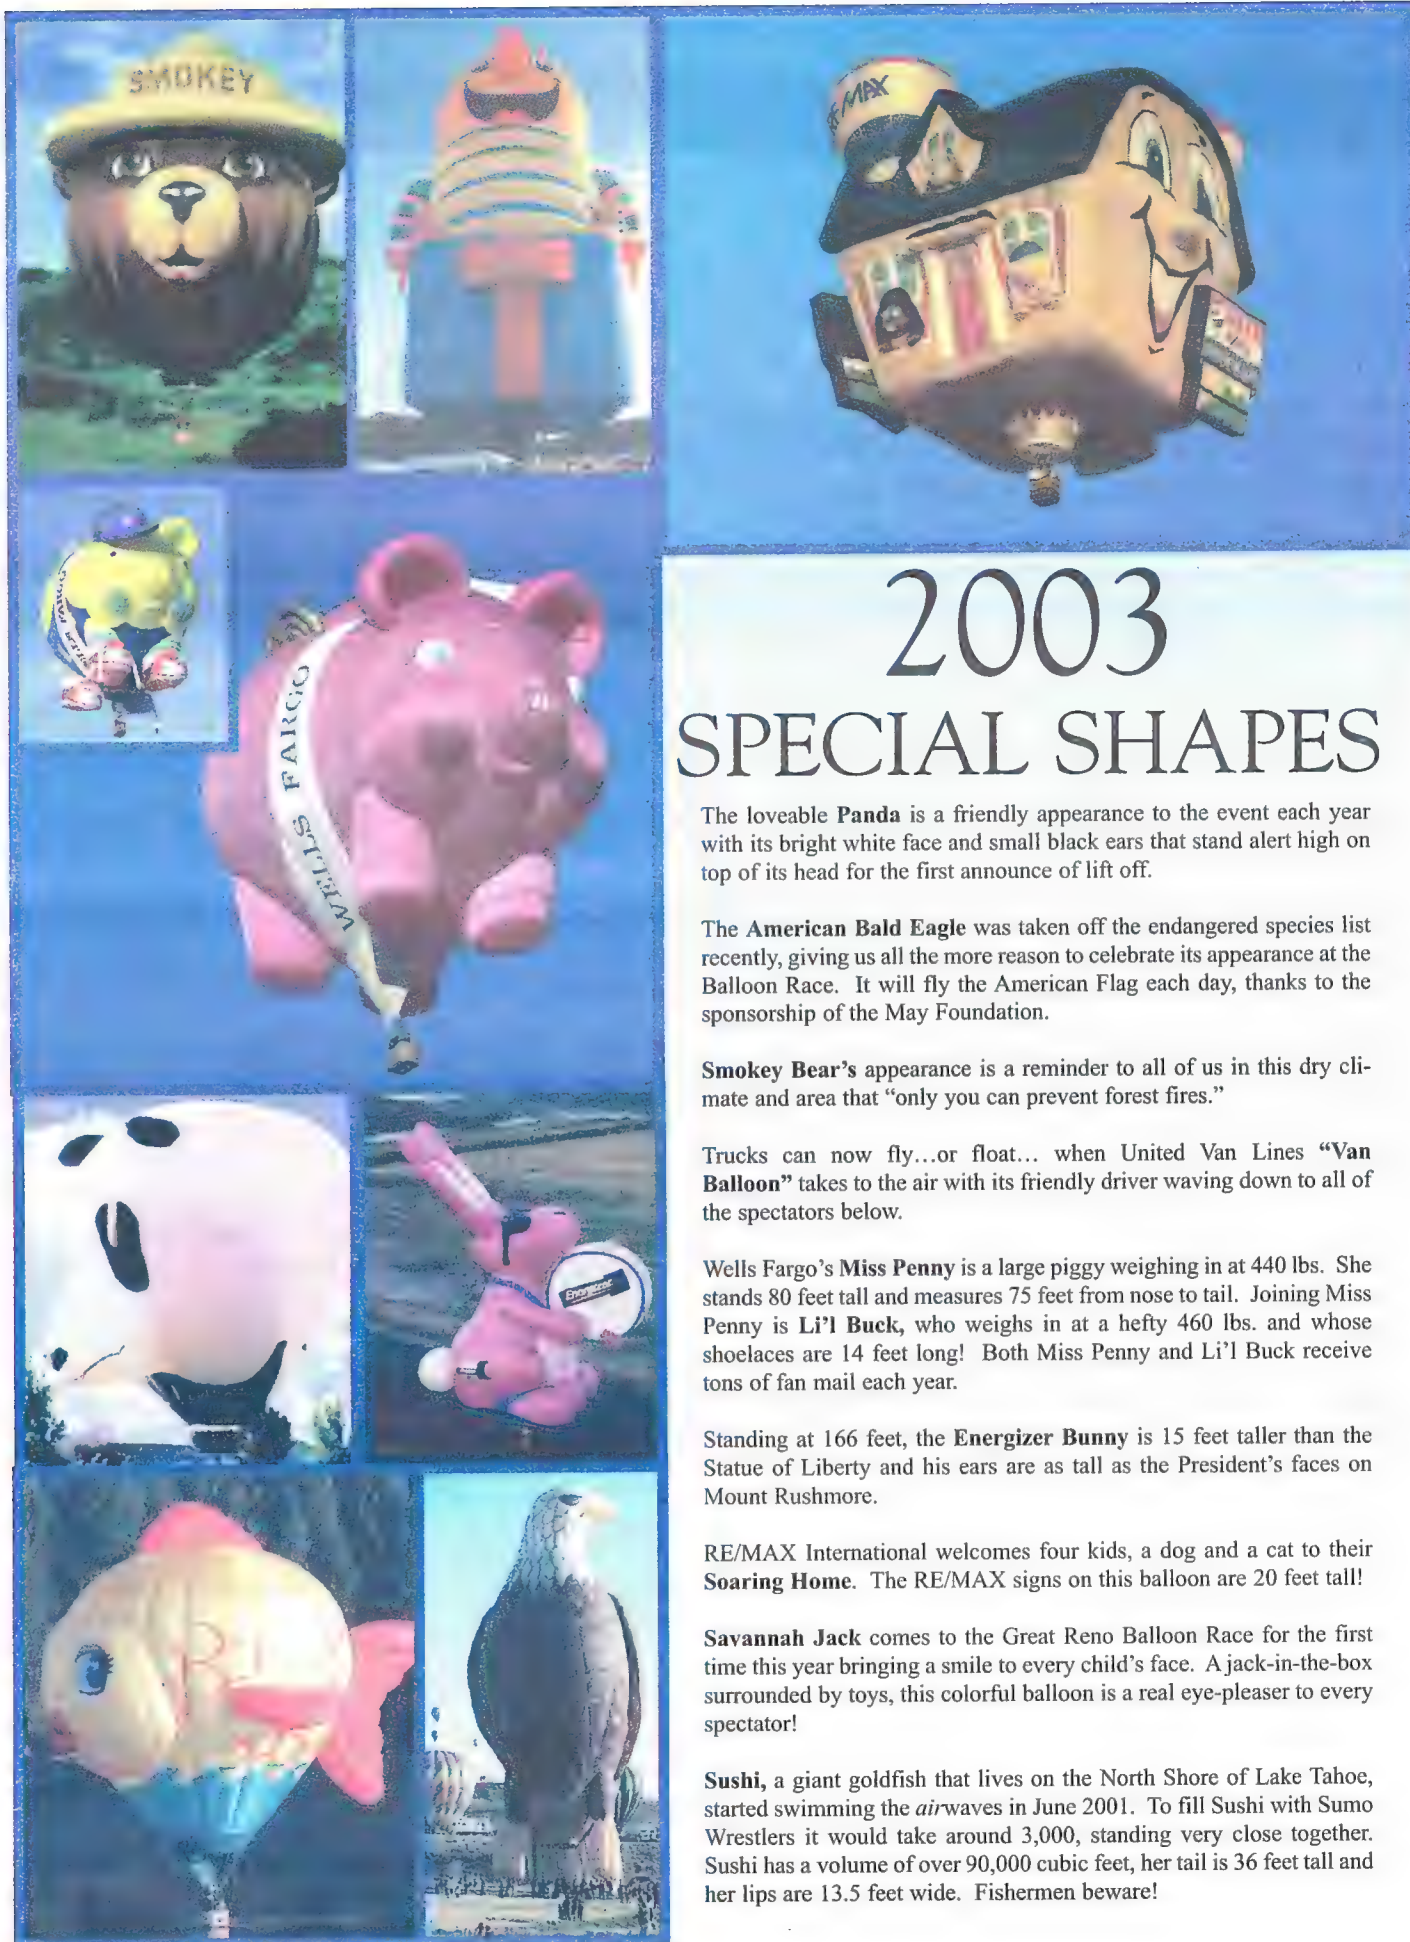 SMOKEY
RE/MAX
WELLS FARGO
WELLS FARGO
Energizer
2003
SPECIAL SHAPES
The loveable Panda is a friendly appearance to the event each year
with its bright white face and small black ears that stand alert high on
top of its head for the first announce of lift off.
The American Bald Eagle was taken off the endangered species list
recently, giving us all the more reason to celebrate its appearance at the
Balloon Race. It will fly the American Flag each day, thanks to the
sponsorship of the May Foundation.
Smokey Bear's appearance is a reminder to all of us in this dry cli-
mate and area that "only you can prevent forest fires."
Trucks can now fly...or float... when United Van Lines "Van
Balloon" takes to the air with its friendly driver waving down to all of
the spectators below.
Wells Fargo's Miss Penny is a large piggy weighing in at 440 lbs. She
stands 80 feet tall and measures 75 feet from nose to tail. Joining Miss
Penny is Li'l Buck, who weighs in at a hefty 460 lbs. and whose
shoelaces are 14 feet long! Both Miss Penny and Li'l Buck receive
tons of fan mail each year.
Standing at 166 feet, the Energizer Bunny is 15 feet taller than the
Statue of Liberty and his ears are as tall as the President's faces on
Mount Rushmore.
RE/MAX International welcomes four kids, a dog and a cat to their
Soaring Home. The RE/MAX signs on this balloon are 20 feet tall!
Savannah Jack comes to the Great Reno Balloon Race for the first
time this year bringing a smile to every child's face. A jack-in-the-box
surrounded by toys, this colorful balloon is a real eye-pleaser to every
spectator!
Sushi, a giant goldfish that lives on the North Shore of Lake Tahoe,
started swimming the airwaves in June 2001. To fill Sushi with Sumo
Wrestlers it would take around 3,000, standing very close together.
Sushi has a volume of over 90,000 cubic feet, her tail is 36 feet tall and
her lips are 13.5 feet wide. Fishermen beware!